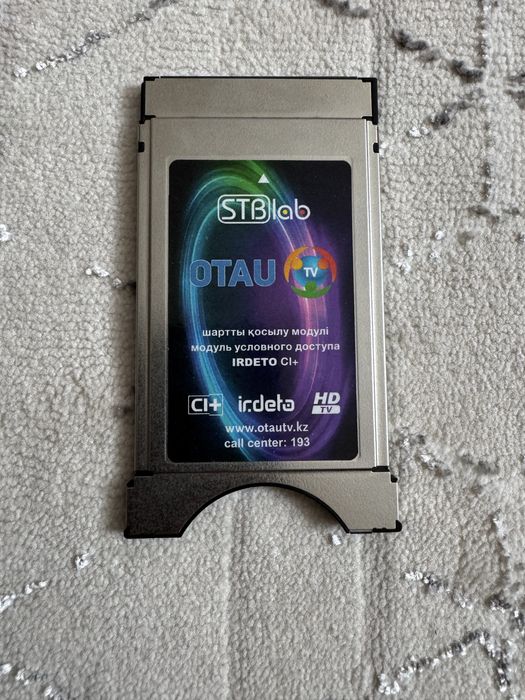 STBlab
OTAU TV
шартты қосылу модулі
модуль условного доступа
IRDETO CI+
CI+ irdeto HD TV
www.otautv.kz
call center: 193